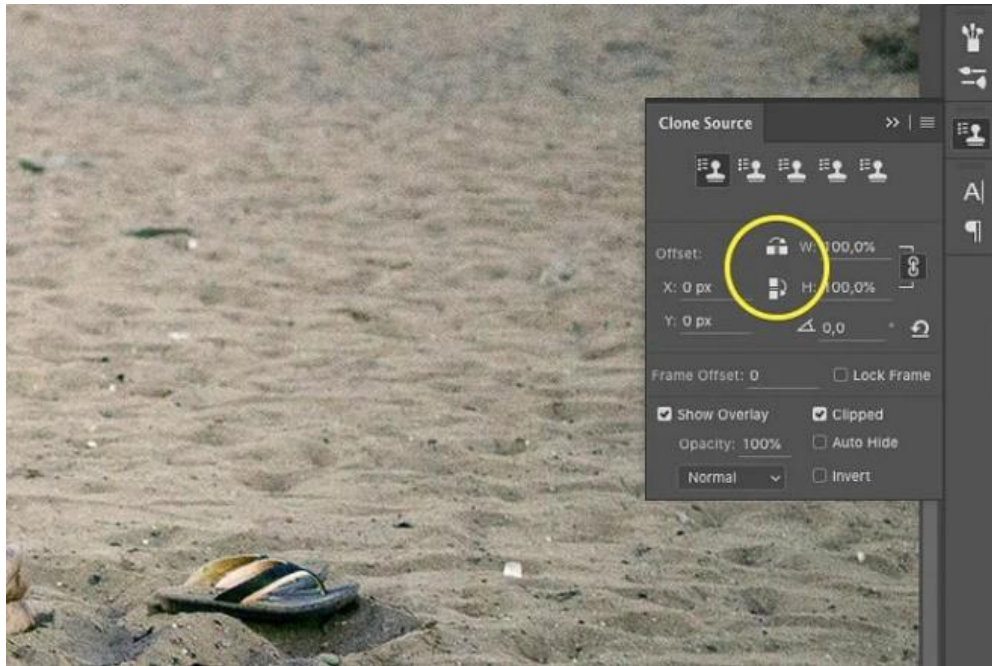 Clone Source
Offset: W: 100,0%
X: 0 px H: 100,0%
Y: 0 px 0,0 °
Frame Offset: 0 Lock Frame
Show Overlay Clipped
Opacity: 100% Auto Hide
Normal Invert
A